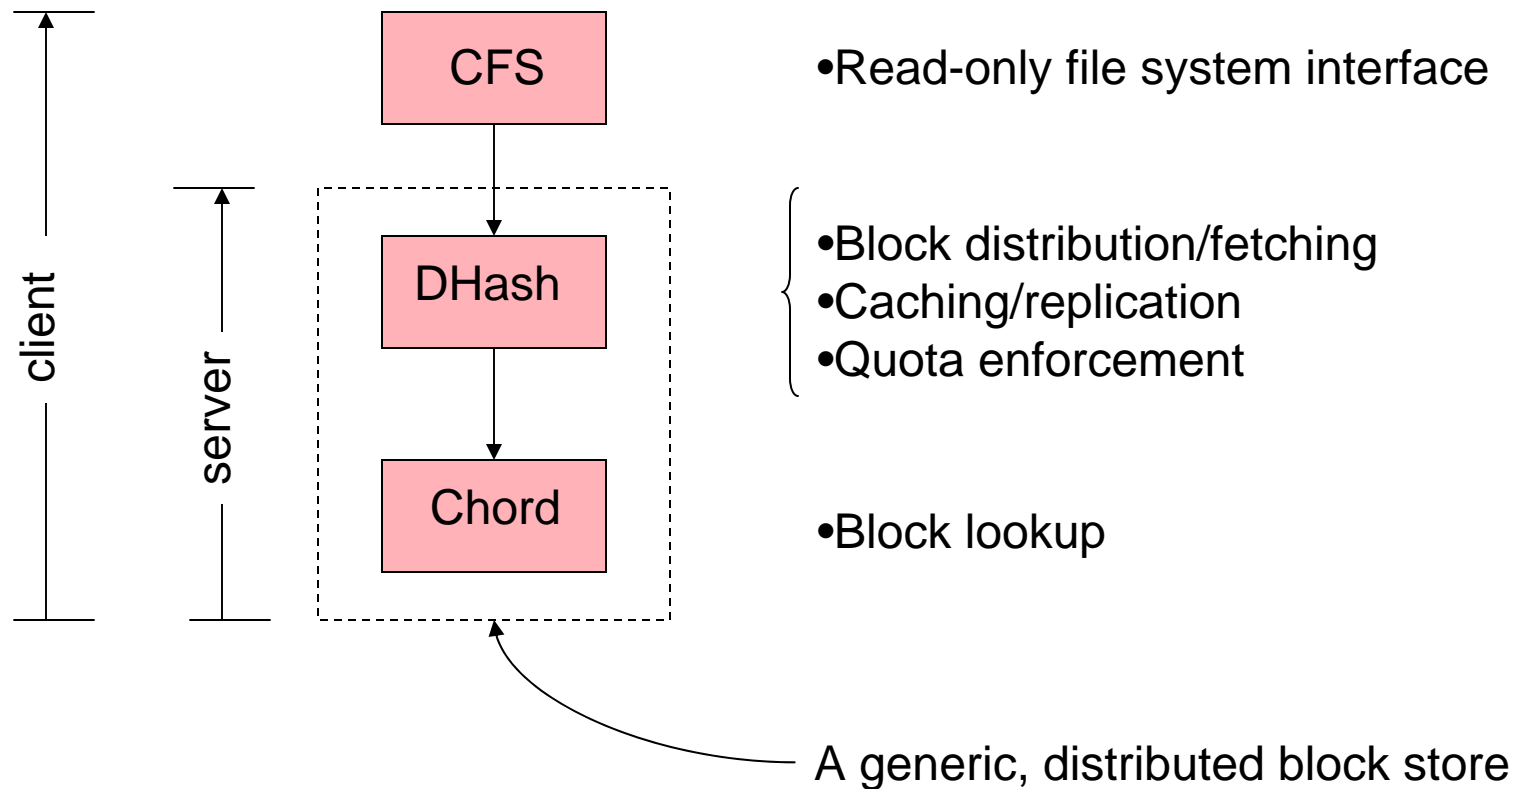 CFS
•Read-only file system interface
client
server
DHash
•Block distribution/fetching
•Caching/replication
•Quota enforcement
Chord
•Block lookup
A generic, distributed block store